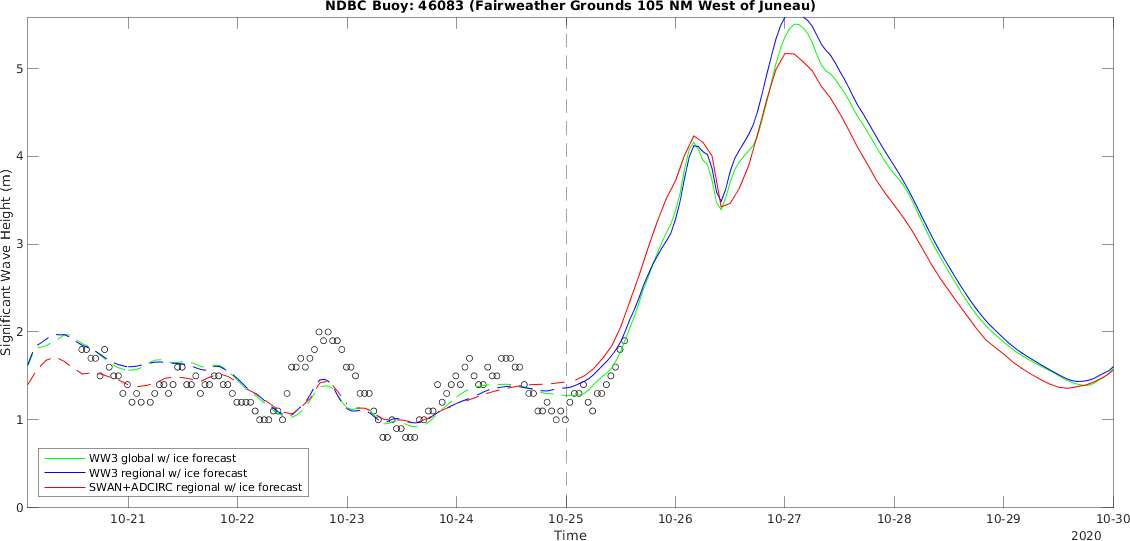 NDBC Buoy: 46083 (Fairweather Grounds 105 NM West of Juneau)
Significant Wave Height (m)
5
4
3
2
1
0
WW3 global w/ ice forecast
WW3 regional w/ ice forecast
SWAN+ADCIRC regional w/ ice forecast
10-21 10-22 10-23 10-24 10-25 10-26 10-27 10-28 10-29 10-30
Time
2020